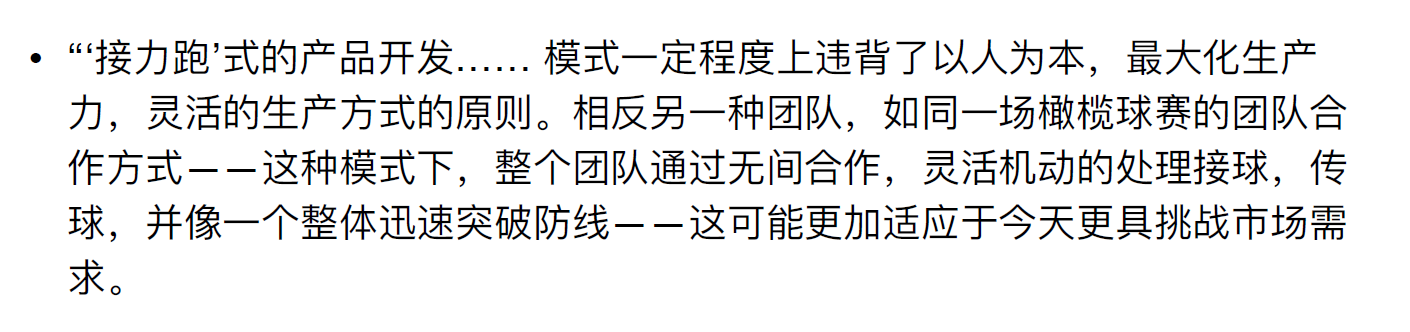 • “‘接力跑’式的产品开发…… 模式一定程度上违背了以人为本，最大化生产
力，灵活的生产方式的原则。相反另一种团队，如同一场橄榄球赛的团队合
作方式——这种模式下，整个团队通过无间合作，灵活机动的处理接球，传
球，并像一个整体迅速突破防线——这可能更加适应于今天更具挑战市场需
求。